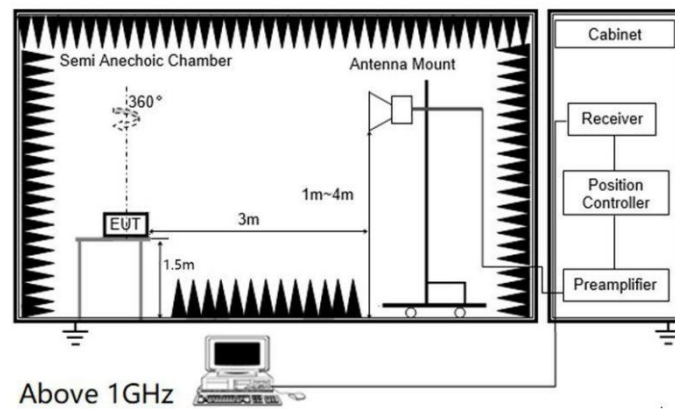 Cabinet
Semi Anechoic Chamber
Antenna Mount
360°
Receiver
1m~4m
Position
Controller
EUT
3m
1.5m
Preamplifier
Above 1GHz